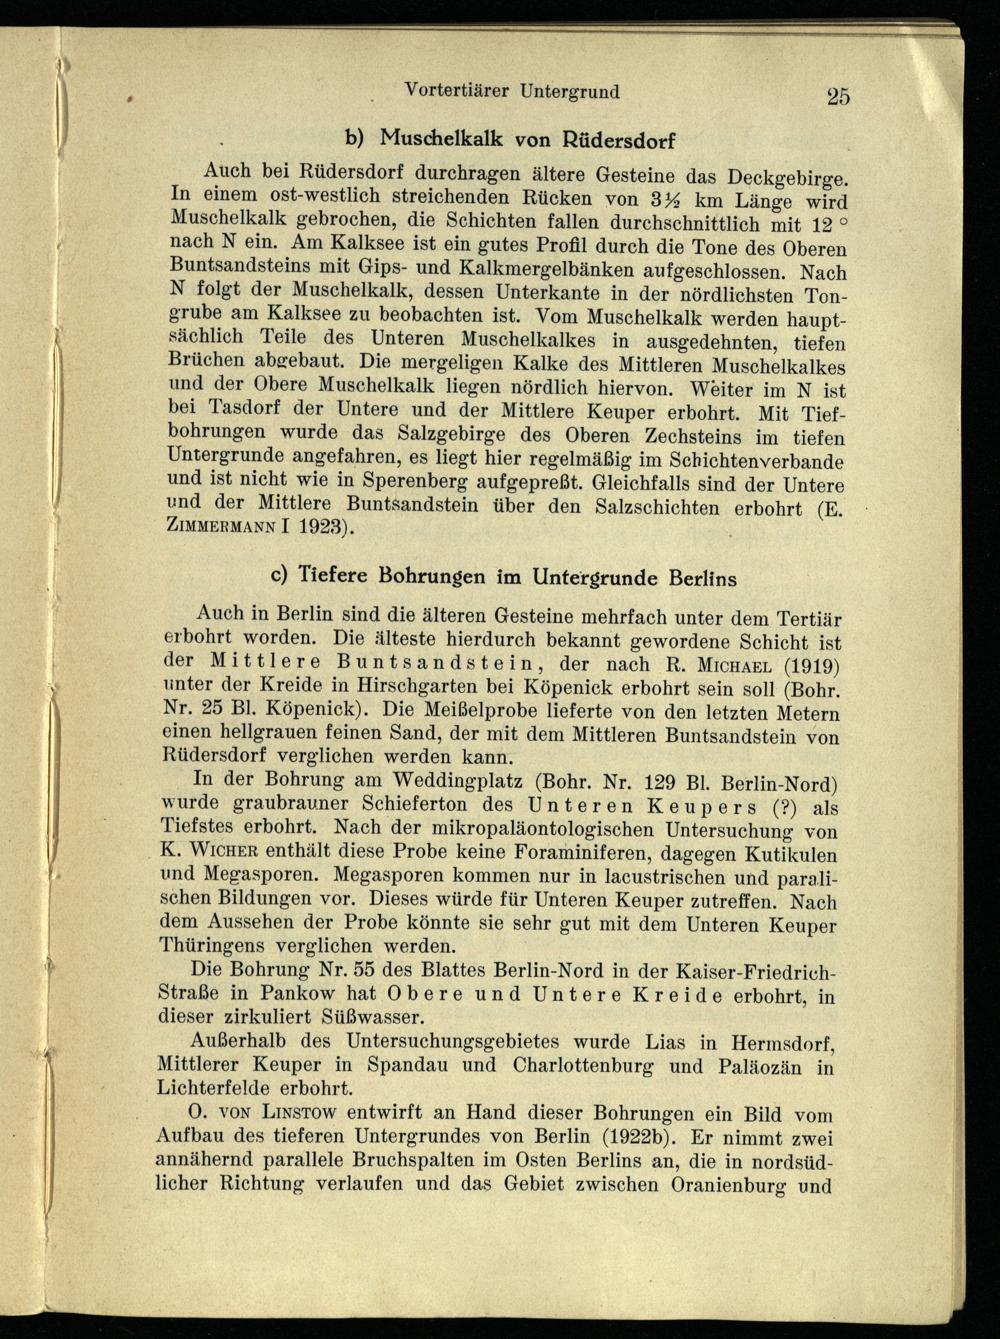 Vortertiärer Untergrund
25
b) Muschelkalk von Rüdersdorf
Auch bei Rüdersdorf durchragen ältere Gesteine das Deckgebirge.
In einem ost-westlich streichenden Rücken von 3½ km Länge wird
Muschelkalk gebrochen, die Schichten fallen durchschnittlich mit 12 °
nach N ein. Am Kalksee ist ein gutes Profil durch die Tone des Oberen
Buntsandsteins mit Gips- und Kalkmergelbänken aufgeschlossen. Nach
N folgt der Muschelkalk, dessen Unterkante in der nördlichsten Ton-
grube am Kalksee zu beobachten ist. Vom Muschelkalk werden haupt-
sächlich Teile des Unteren Muschelkalkes in ausgedehnten, tiefen
Brüchen abgebaut. Die mergeligen Kalke des Mittleren Muschelkalkes
und der Obere Muschelkalk liegen nördlich hiervon. Weiter im N ist
bei Tasdorf der Untere und der Mittlere Keuper erbohrt. Mit Tief-
bohrungen wurde das Salzgebirge des Oberen Zechsteins im tiefen
Untergrunde angefahren, es liegt hier regelmäßig im Schichtenverbande
und ist nicht wie in Sperenberg aufgepreßt. Gleichfalls sind der Untere
und der Mittlere Buntsandstein über den Salzschichten erbohrt (E.
ZIMMERMANN I 1923).
c) Tiefere Bohrungen im Untergrunde Berlins
Auch in Berlin sind die älteren Gesteine mehrfach unter dem Tertiär
erbohrt worden. Die älteste hierdurch bekannt gewordene Schicht ist
der Mittlere Buntsandstein, der nach R. MICHAEL (1919)
unter der Kreide in Hirschgarten bei Köpenick erbohrt sein soll (Bohr.
Nr. 25 Bl. Köpenick). Die Meißelprobe lieferte von den letzten Metern
einen hellgrauen feinen Sand, der mit dem Mittleren Buntsandstein von
Rüdersdorf verglichen werden kann.
In der Bohrung am Weddingplatz (Bohr. Nr. 129 Bl. Berlin-Nord)
wurde graubrauner Schieferton des Unteren Keupers (?) als
Tiefstes erbohrt. Nach der mikropaläontologischen Untersuchung von
K. WICHER enthält diese Probe keine Foraminiferen, dagegen Kutikulen
und Megasporen. Megasporen kommen nur in lacustrischen und parali-
schen Bildungen vor. Dieses würde für Unteren Keuper zutreffen. Nach
dem Aussehen der Probe könnte sie sehr gut mit dem Unteren Keuper
Thüringens verglichen werden.
Die Bohrung Nr. 55 des Blattes Berlin-Nord in der Kaiser-Friedrich-
Straße in Pankow hat Obere und Untere Kreide erbohrt, in
dieser zirkuliert Süßwasser.
Außerhalb des Untersuchungsgebietes wurde Lias in Hermsdorf,
Mittlerer Keuper in Spandau und Charlottenburg und Paläozän in
Lichterfelde erbohrt.
O. VON LINSTOW entwirft an Hand dieser Bohrungen ein Bild vom
Aufbau des tieferen Untergrundes von Berlin (1922b). Er nimmt zwei
annähernd parallele Bruchspalten im Osten Berlins an, die in nordsüd-
licher Richtung verlaufen und das Gebiet zwischen Oranienburg und